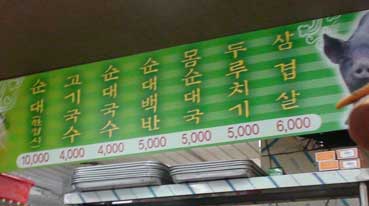 순대(한접시) 10,000
고기국수 4,000
순대국수 4,000
순대백반 5,000
몸순대국 5,000
두루치기 5,000
삼겹살 6,000